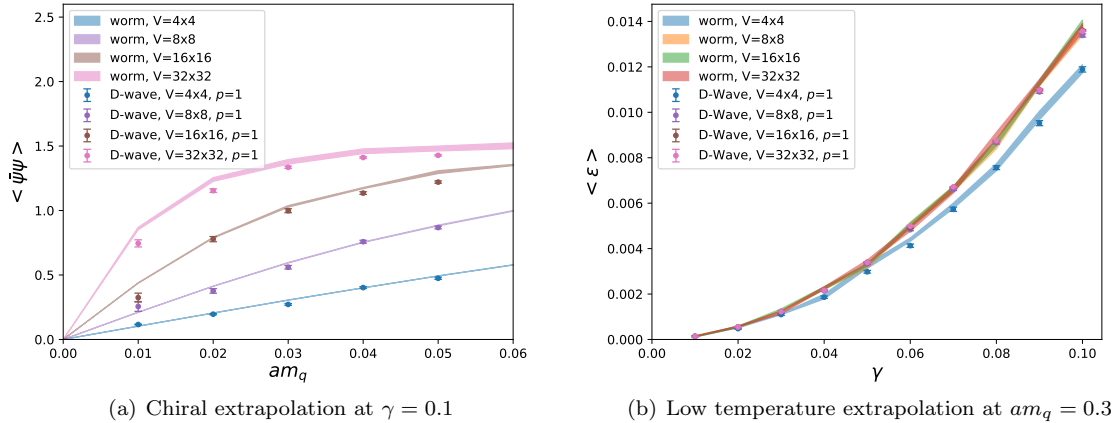 2.5
2.0
1.5
1.0
0.5
0.0
< ψ̄ψ >
worm, V=4x4
worm, V=8x8
worm, V=16x16
worm, V=32x32
D-wave, V=4x4, p=1
D-wave, V=8x8, p=1
D-wave, V=16x16, p=1
D-wave, V=32x32, p=1
0.00 0.01 0.02 0.03 0.04 0.05 0.06
am_q
(a) Chiral extrapolation at γ = 0.1
0.014
0.012
0.010
0.008
0.006
0.004
0.002
0.000
< ε >
worm, V=4x4
worm, V=8x8
worm, V=16x16
worm, V=32x32
D-Wave, V=4x4, p=1
D-Wave, V=8x8, p=1
D-Wave, V=16x16, p=1
D-Wave, V=32x32, p=1
0.00 0.02 0.04 0.06 0.08 0.10
γ
(b) Low temperature extrapolation at am_q = 0.3